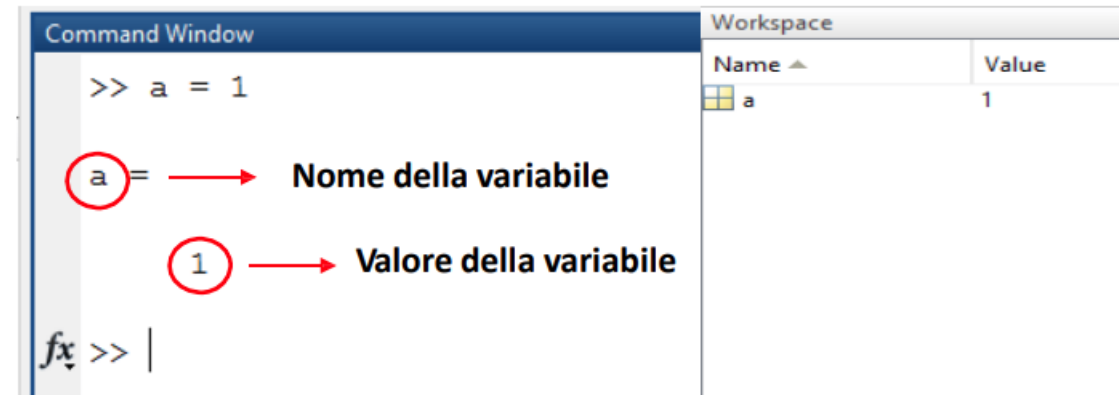 Command Window
>> a = 1
a = Nome della variabile
1 Valore della variabile
fx >>
Workspace
Name Value
a 1